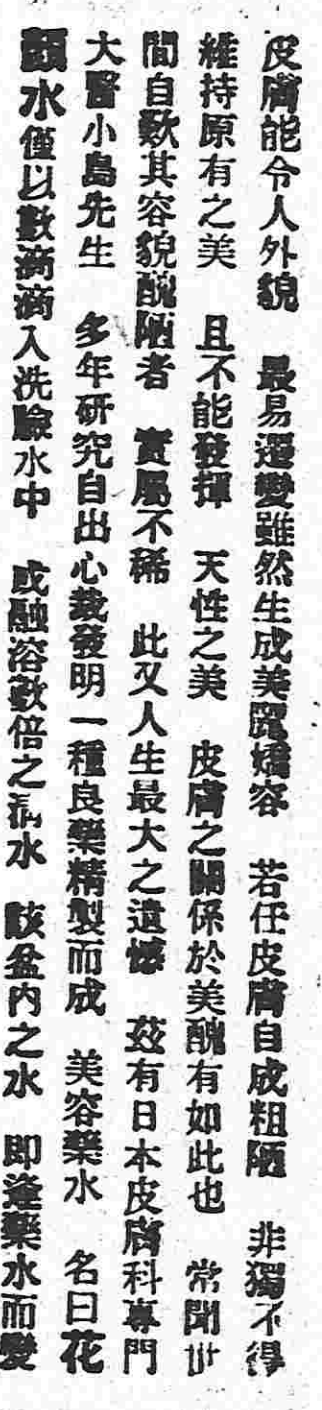 皮膚能令人外貌　最易遷變雖然生成美麗嬌容　若任皮膚自成粗陋　非獨不得
維持原有之美　且不能發揮　天性之美　皮膚之關係於美醜有如此也　常聞世
間自歎其容貌醜陋者　實屬不稀　此又人生最大之遺憾　茲有日本皮膚科專門
大醫小島先生　多年研究自出心裁發明一種良藥精製而成　美容藥水　名曰花
顏水僅以數滴滴入洗臉水中　或融溶數倍之清水　該盆内之水　即逢藥水而變